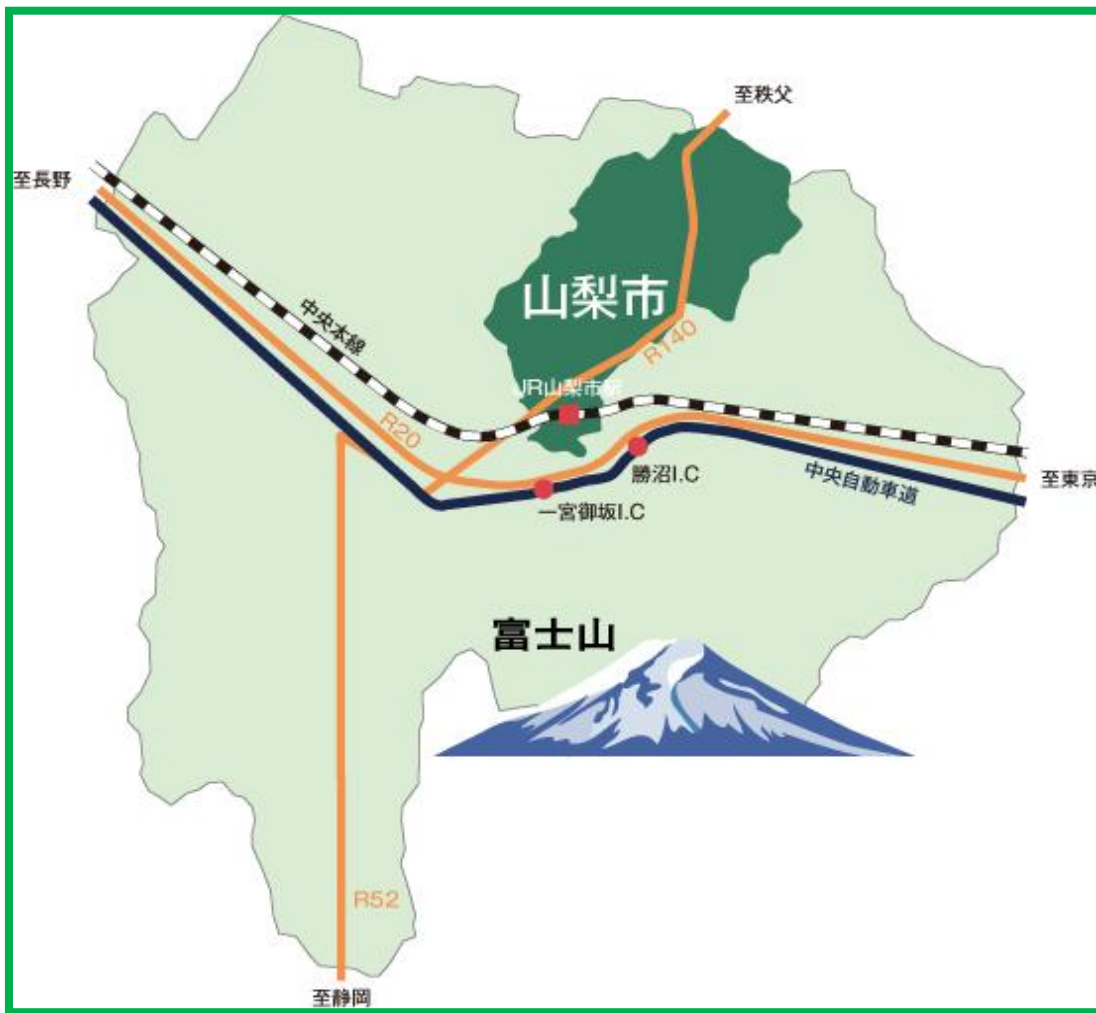 至秩父
至長野
山梨市
中央本線
R140
JR山梨市駅
R20
勝沼I.C
中央自動車道
至東京
一宮御坂I.C
富士山
R52
至静岡